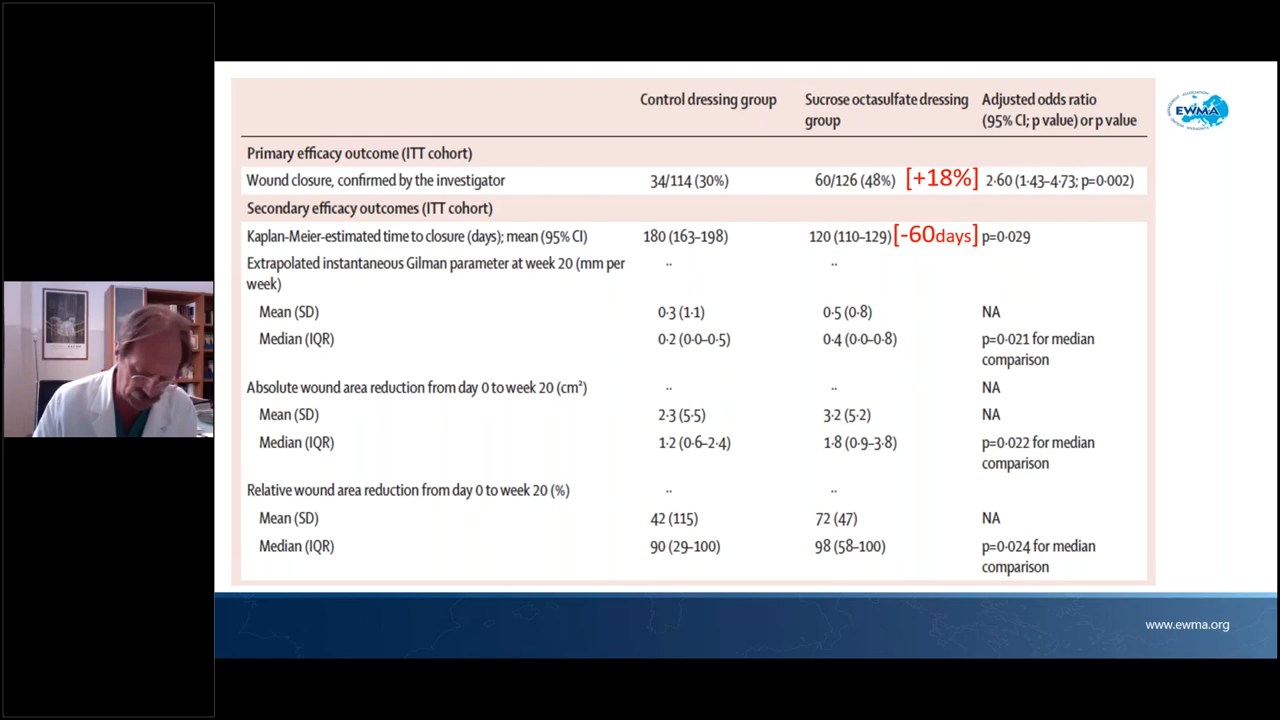 Control dressing group Sucrose octasulfate dressing group Adjusted odds ratio (95% CI; p value) or p value
EWMA
Primary efficacy outcome (ITT cohort)
Wound closure, confirmed by the investigator 34/114 (30%) 60/126 (48%) [+18%] 2·60 (1·43–4·73; p=0·002)
Secondary efficacy outcomes (ITT cohort)
Kaplan-Meier-estimated time to closure (days); mean (95% CI) 180 (163–198) 120 (110–129) [-60days] p=0·029
Extrapolated instantaneous Gilman parameter at week 20 (mm per week) ·· ··
Mean (SD) 0·3 (1·1) 0·5 (0·8) NA
Median (IQR) 0·2 (0·0–0·5) 0·4 (0·0–0·8) p=0·021 for median comparison
Absolute wound area reduction from day 0 to week 20 (cm²) ·· ·· NA
Mean (SD) 2·3 (5·5) 3·2 (5·2) NA
Median (IQR) 1·2 (0·6–2·4) 1·8 (0·9–3·8) p=0·022 for median comparison
Relative wound area reduction from day 0 to week 20 (%) ·· ··
Mean (SD) 42 (115) 72 (47) NA
Median (IQR) 90 (29–100) 98 (58–100) p=0·024 for median comparison
www.ewma.org